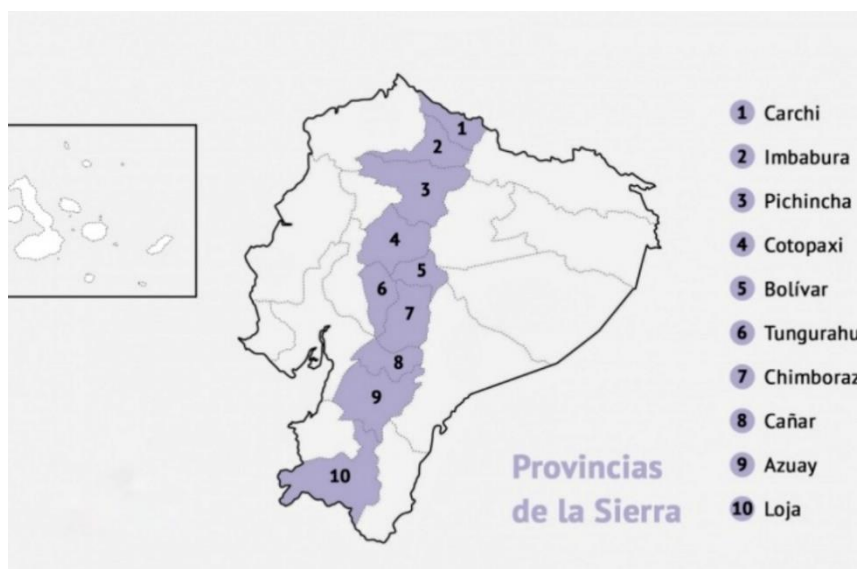 1
2
3
4
5
6
7
8
9
10
Provincias
de la Sierra
1 Carchi
2 Imbabura
3 Pichincha
4 Cotopaxi
5 Bolívar
6 Tungurahu
7 Chimboraz
8 Cañar
9 Azuay
10 Loja